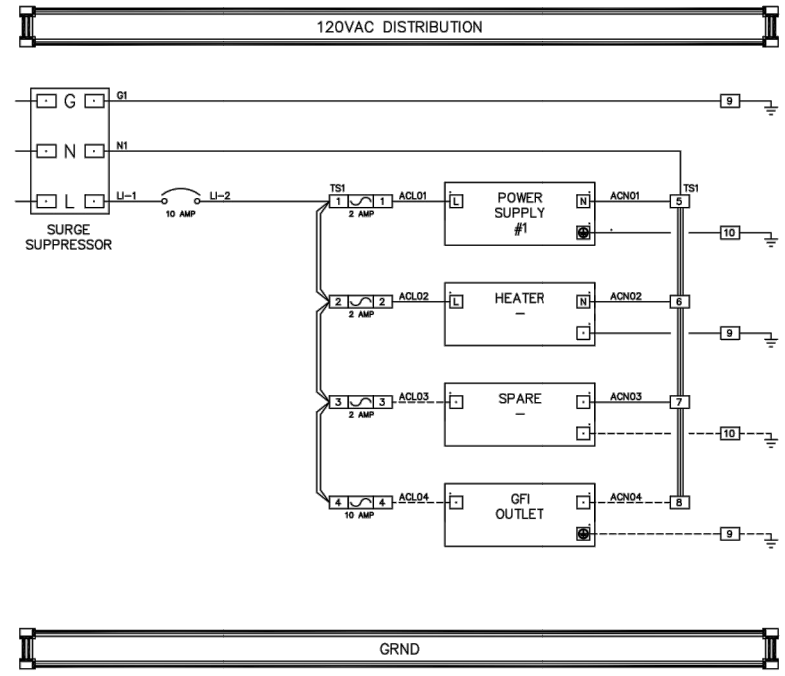 120VAC DISTRIBUTION
G G1 9
N N1
L LI-1 LI-2
10 AMP
SURGE
SUPPRESSOR
TS1 TS1
1 1 ACL01 L POWER N ACN01 5
2 AMP SUPPLY
#1 10
2 2 ACL02 L HEATER N ACN02 6
2 AMP –
9
3 3 ACL03 SPARE ACN03 7
2 AMP –
10
4 4 ACL04 GFI ACN04 8
10 AMP OUTLET
9
GRND